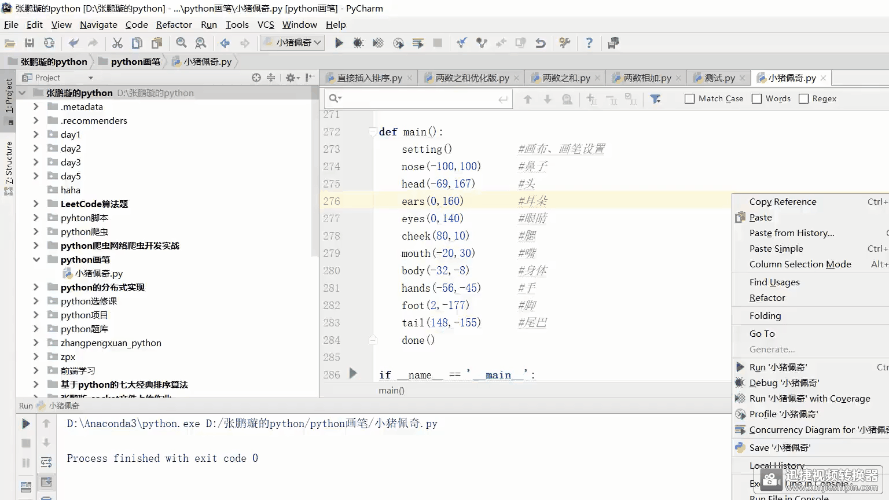 张鹏璇的python [D:\张鹏璇的python] - ...\python画笔\小猪佩奇.py [python画笔] - PyCharm
File Edit View Navigate Code Refactor Run Tools VCS Window Help
小猪佩奇
张鹏璇的python python画笔 小猪佩奇.py
Project
直接插入排序.py 两数之和优化版.py 两数之和.py 两数相加.py 测试.py 小猪佩奇.py
1: Project
7: Structure
张鹏璇的python D:\张鹏璇的python
.metadata
.recommenders
day1
day2
day3
day5
haha
LeetCode算法题
pyhton脚本
python爬虫
python爬虫网络爬虫开发实战
python画笔
小猪佩奇.py
python的分布式实现
python选修课
python项目
python题库
zhangpengxuan_python
zpx
前端学习
基于python的七大经典排序算法
Match Case Words Regex
271
272 def main():
273 setting() #画布、画笔设置
274 nose(-100,100) #鼻子
275 head(-69,167) #头
276 ears(0,160) #耳朵
277 eyes(0,140) #眼睛
278 cheek(80,10) #腮
279 mouth(-20,30) #嘴
280 body(-32,-8) #身体
281 hands(-56,-45) #手
282 foot(2,-177) #脚
283 tail(148,-155) #尾巴
284 done()
285
286 if __name__ == '__main__':
main()
Copy Reference Ctrl+
Paste Ctrl+
Paste from History... Ctrl+
Paste Simple Ctrl+
Column Selection Mode Alt+
Find Usages
Refactor
Folding
Go To
Generate...
Run '小猪佩奇'
Debug '小猪佩奇'
Run '小猪佩奇' with Coverage
Profile '小猪佩奇'
Concurrency Diagram for '小猪
Save '小猪佩奇'
Local History
Run 小猪佩奇
D:\Anaconda3\python.exe D:/张鹏璇的python/python画笔/小猪佩奇.py
Process finished with exit code 0
迅捷视频转换器